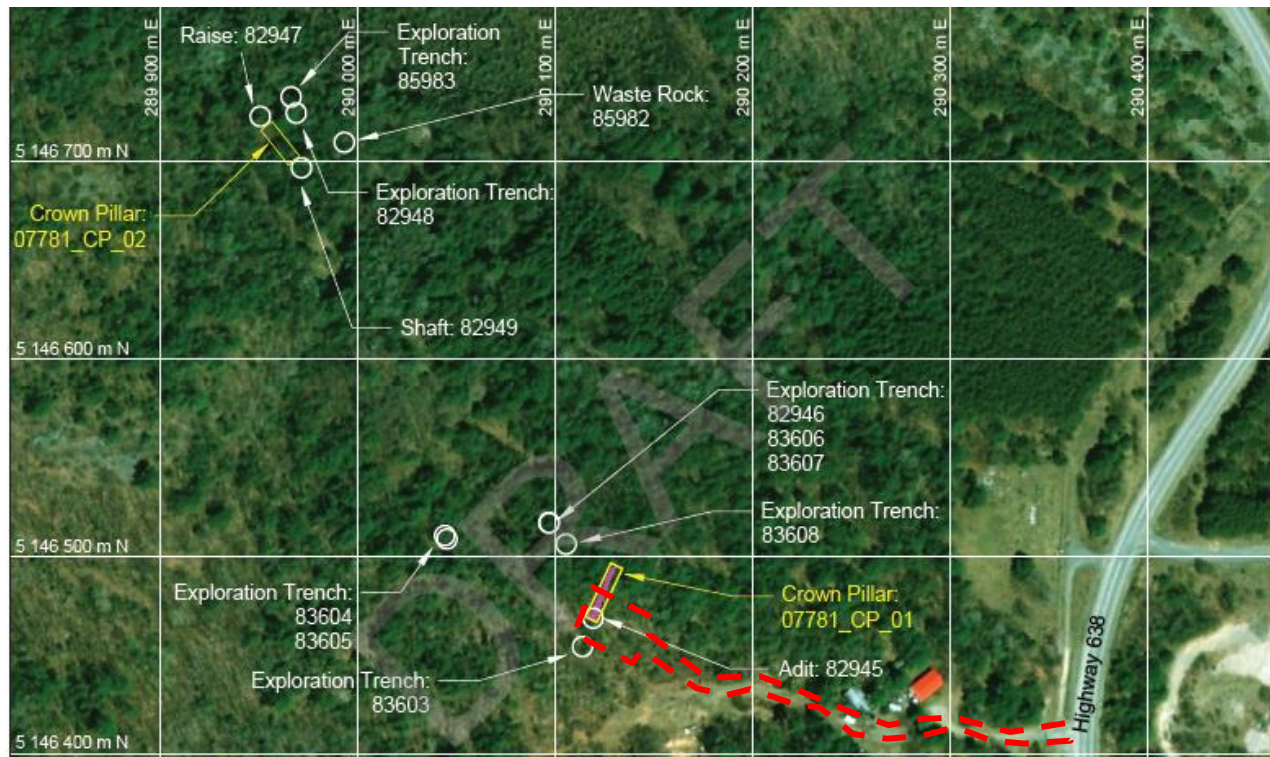 289 900 m E
290 000 m E
290 100 m E
290 200 m E
290 300 m E
290 400 m E
Raise: 82947
Exploration
Trench:
85983
Waste Rock:
85982
5 146 700 m N
Exploration Trench:
82948
Crown Pillar:
07781_CP_02
Shaft: 82949
5 146 600 m N
Exploration Trench:
82946
83606
83607
Exploration Trench:
83608
5 146 500 m N
Exploration Trench:
83604
83605
Crown Pillar:
07781_CP_01
Adit: 82945
Exploration Trench:
83603
Highway 638
5 146 400 m N
DRAFT